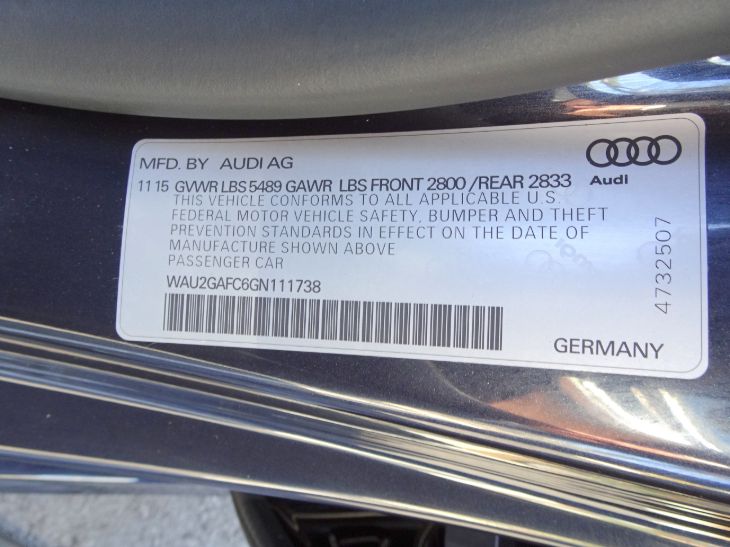 MFD. BY AUDI AG
11 15 GVWR LBS 5489 GAWR LBS FRONT 2800 /REAR 2833
THIS VEHICLE CONFORMS TO ALL APPLICABLE U.S.
FEDERAL MOTOR VEHICLE SAFETY, BUMPER AND THEFT
PREVENTION STANDARDS IN EFFECT ON THE DATE OF
MANUFACTURE SHOWN ABOVE
PASSENGER CAR
WAU2GAFC6GN111738
Audi
4732507
GERMANY